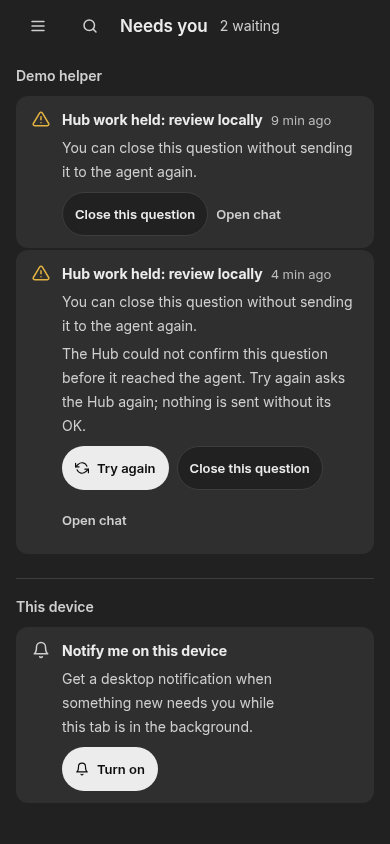 Needs you 2 waiting
Demo helper
Hub work held: review locally 9 min ago
You can close this question without sending
it to the agent again.
Close this question Open chat
Hub work held: review locally 4 min ago
You can close this question without sending
it to the agent again.
The Hub could not confirm this question
before it reached the agent. Try again asks
the Hub again; nothing is sent without its
OK.
Try again Close this question
Open chat
This device
Notify me on this device
Get a desktop notification when
something new needs you while
this tab is in the background.
Turn on